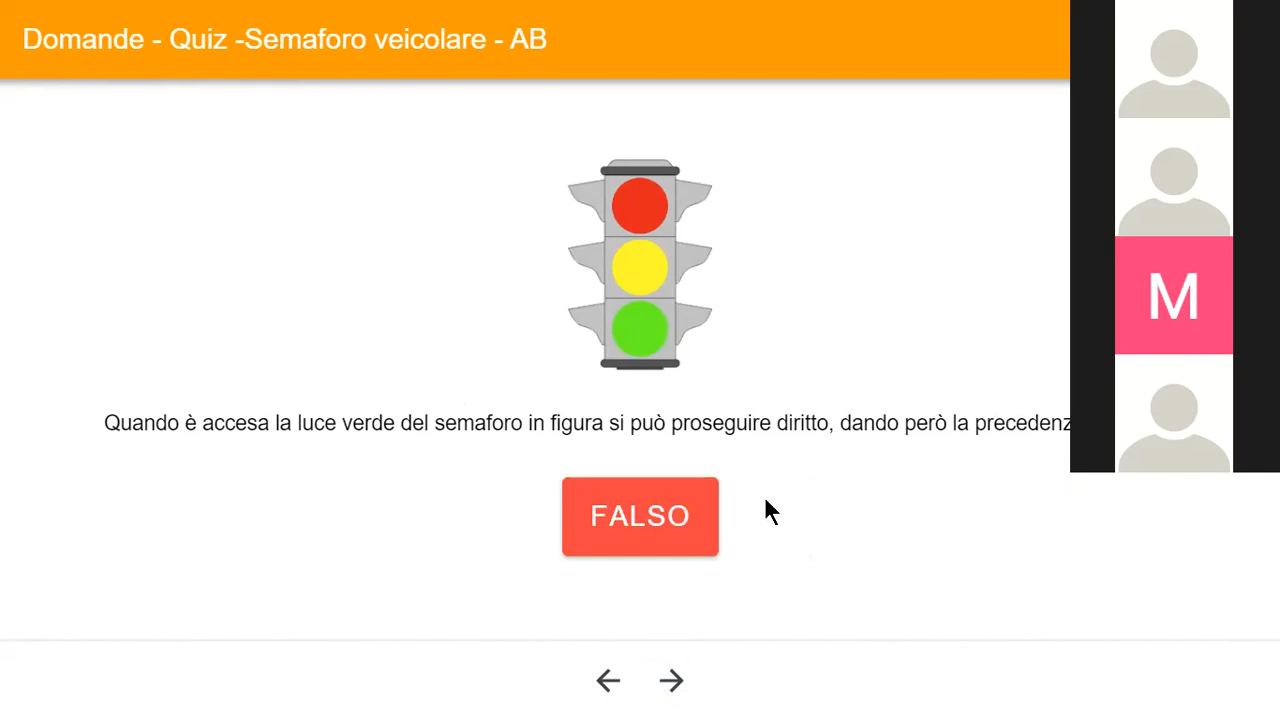 Domande - Quiz -Semaforo veicolare - AB
M
Quando è accesa la luce verde del semaforo in figura si può proseguire diritto, dando però la precedenz
FALSO